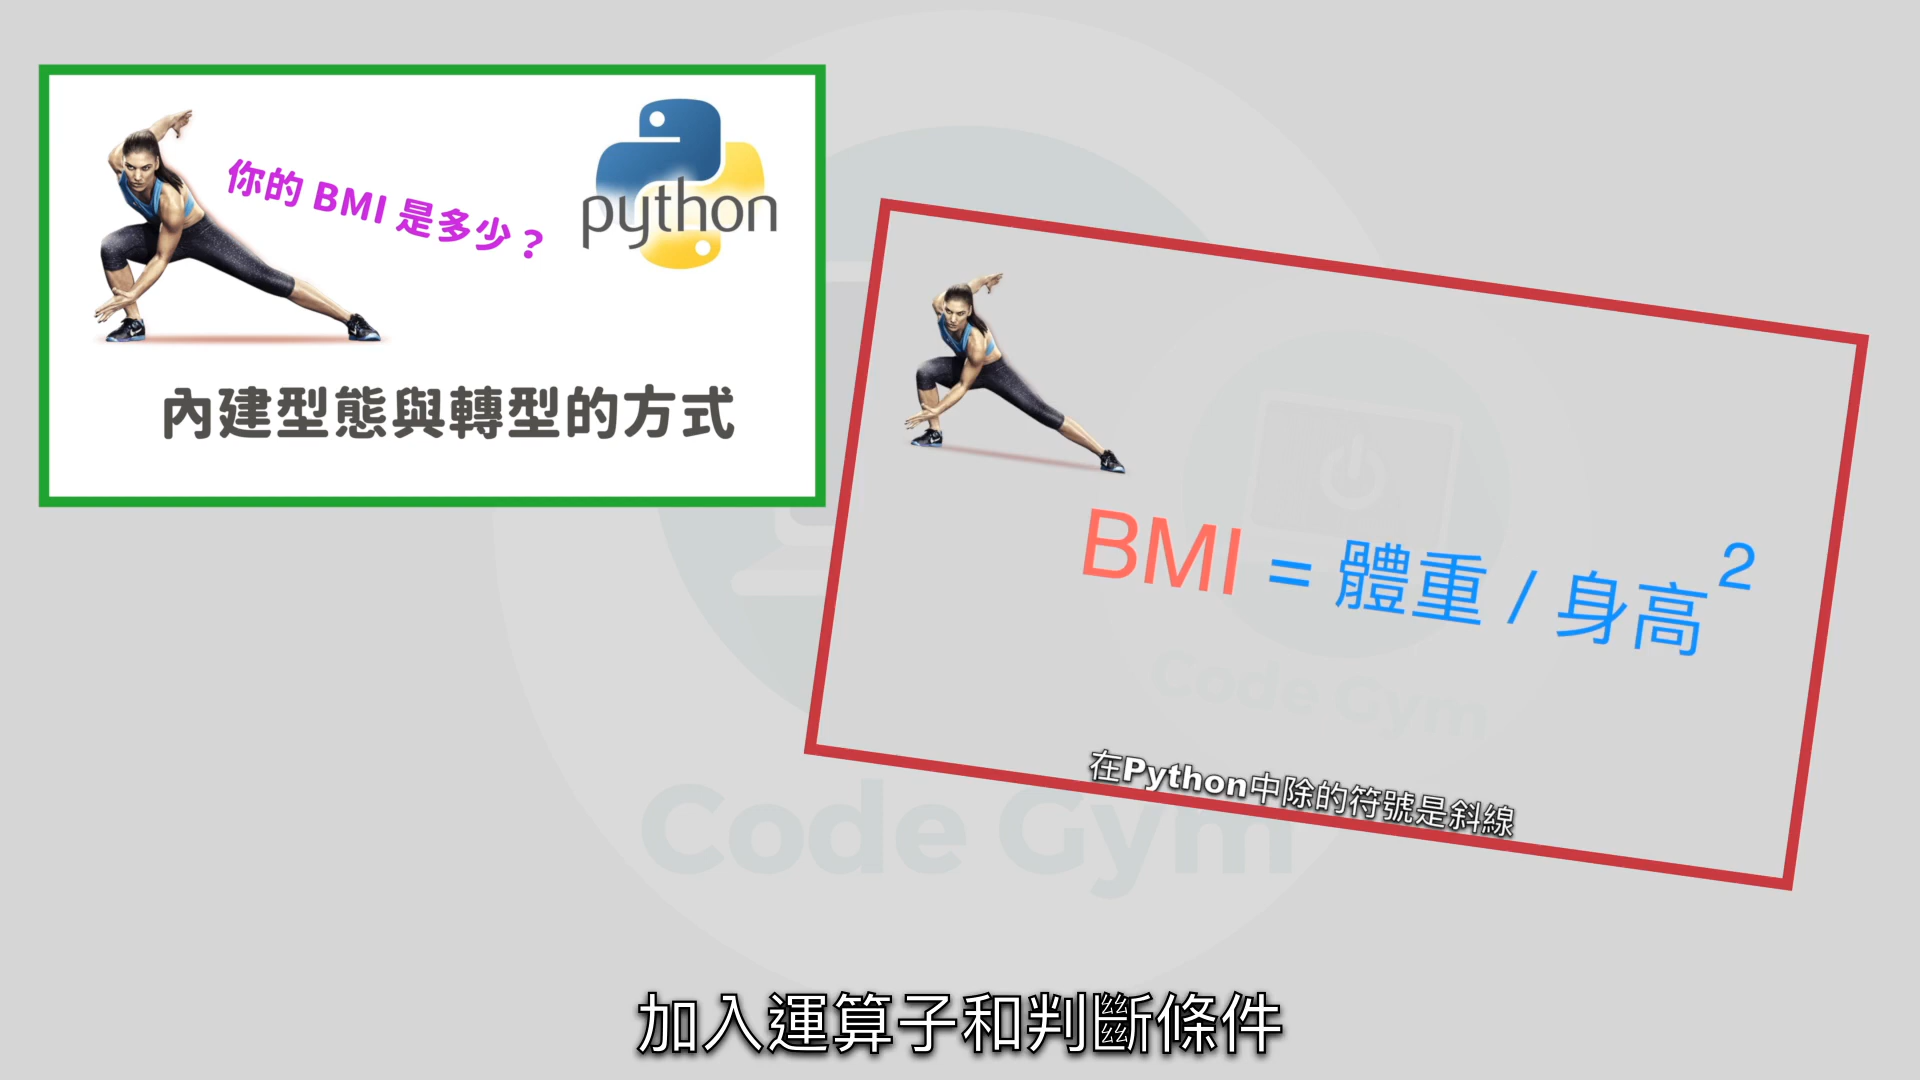 你的 BMI 是多少？
python
內建型態與轉型的方式
BMI = 體重 / 身高²
Code Gym
在Python中除的符號是斜線
Code Gym
加入運算子和判斷條件